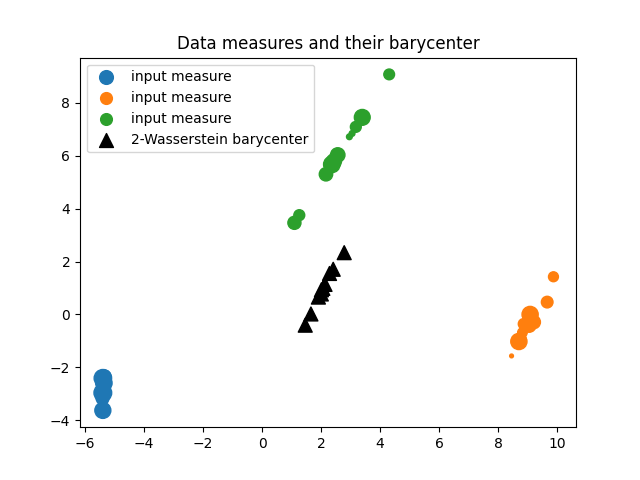 Data measures and their barycenter
input measure
input measure
input measure
2-Wasserstein barycenter
8
6
4
2
0
−2
−4
−6 −4 −2 0 2 4 6 8 10